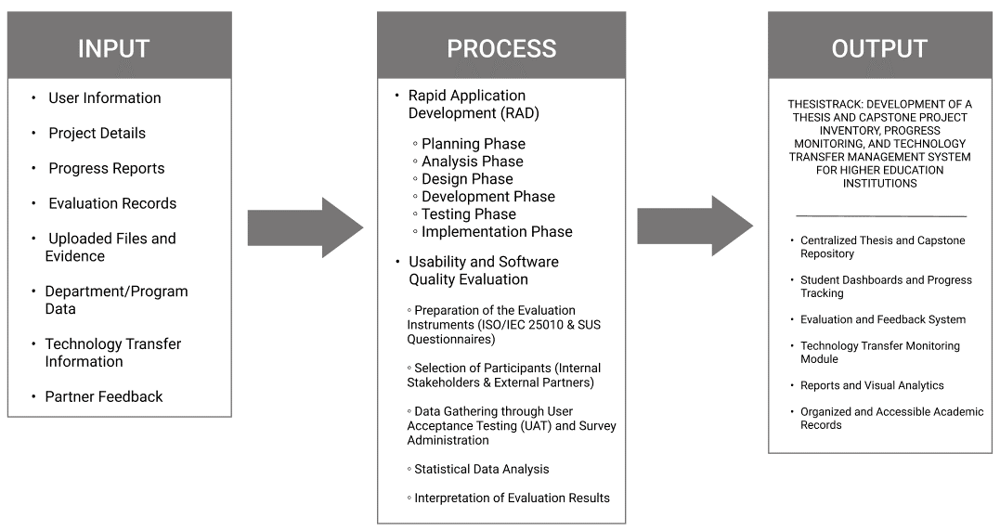 INPUT
• User Information
• Project Details
• Progress Reports
• Evaluation Records
• Uploaded Files and
Evidence
• Department/Program
Data
• Technology Transfer
Information
• Partner Feedback
PROCESS
• Rapid Application
Development (RAD)
◦ Planning Phase
◦ Analysis Phase
◦ Design Phase
◦ Development Phase
◦ Testing Phase
◦ Implementation Phase
• Usability and Software
Quality Evaluation
◦ Preparation of the Evaluation
Instruments (ISO/IEC 25010 & SUS
Questionnaires)
◦ Selection of Participants (Internal
Stakeholders & External Partners)
◦ Data Gathering through User
Acceptance Testing (UAT) and Survey
Administration
◦ Statistical Data Analysis
◦ Interpretation of Evaluation Results
OUTPUT
THESISTRACK: DEVELOPMENT OF A
THESIS AND CAPSTONE PROJECT
INVENTORY, PROGRESS
MONITORING, AND TECHNOLOGY
TRANSFER MANAGEMENT SYSTEM
FOR HIGHER EDUCATION
INSTITUTIONS
• Centralized Thesis and Capstone
Repository
• Student Dashboards and Progress
Tracking
• Evaluation and Feedback System
• Technology Transfer Monitoring
Module
• Reports and Visual Analytics
• Organized and Accessible Academic
Records